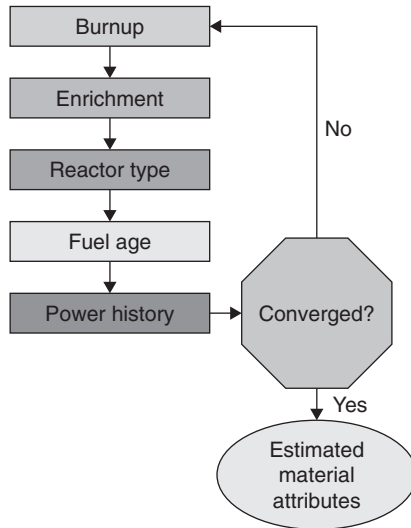 Burnup
Enrichment
No
Reactor type
Fuel age
Power history
Converged?
Yes
Estimated
material
attributes